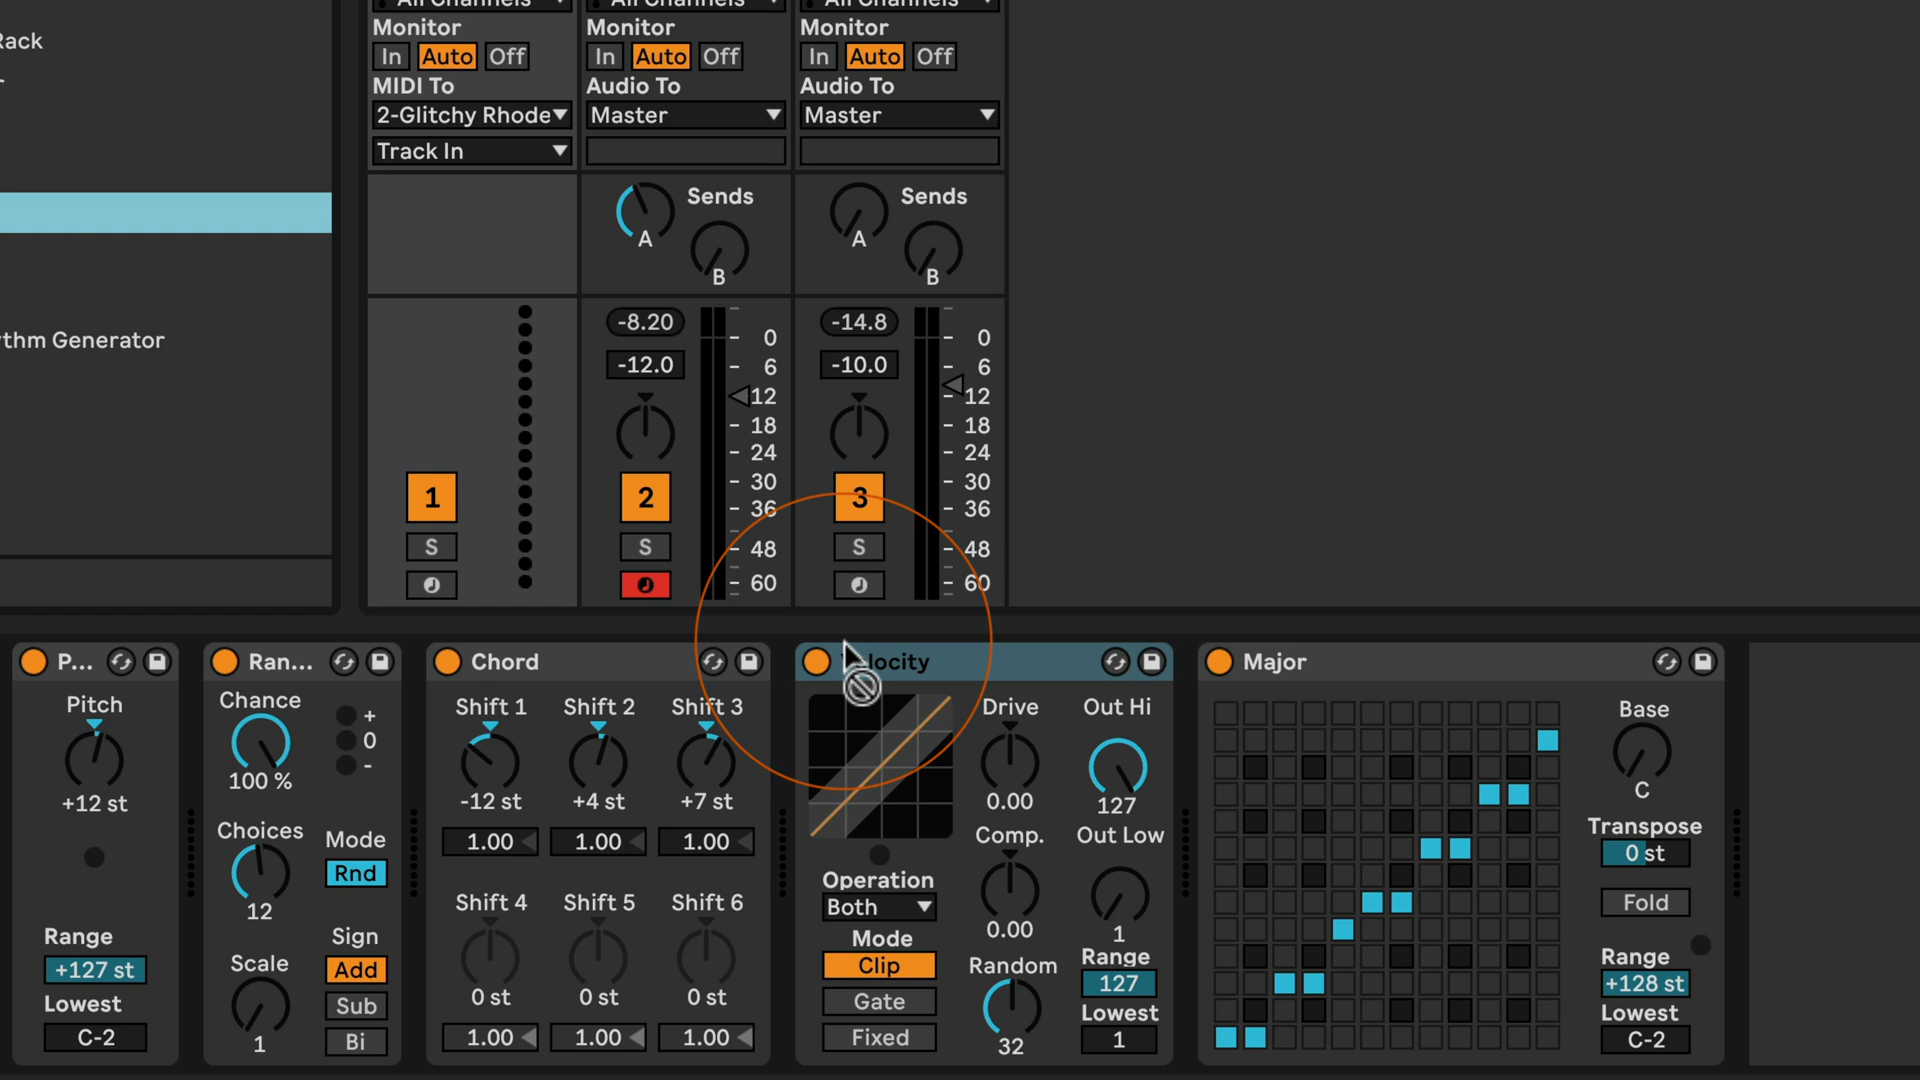 Rack
thm Generator
All Channels
Monitor
In Auto Off
MIDI To
2-Glitchy Rhode
Track In
1
S
All Channels
Monitor
In Auto Off
Audio To
Master
Sends
A
B
-8.20
-12.0
0
6
12
18
24
30
36
48
60
2
S
All Channels
Monitor
In Auto Off
Audio To
Master
Sends
A
B
-14.8
-10.0
0
6
12
18
24
30
36
48
60
3
S
P...
Pitch
+12 st
Range
+127 st
Lowest
C-2
Ran...
Chance
100 %
+
0
-
Choices
12
Mode
Rnd
Scale
1
Sign
Add
Sub
Bi
Chord
Shift 1 Shift 2 Shift 3
-12 st +4 st +7 st
1.00 1.00 1.00
Shift 4 Shift 5 Shift 6
0 st 0 st 0 st
1.00 1.00 1.00
locity
Operation
Both
Mode
Clip
Gate
Fixed
Drive
0.00
Comp.
0.00
Random
32
Out Hi
127
Out Low
1
Range
127
Lowest
1
Major
Base
C
Transpose
0 st
Fold
Range
+128 st
Lowest
C-2